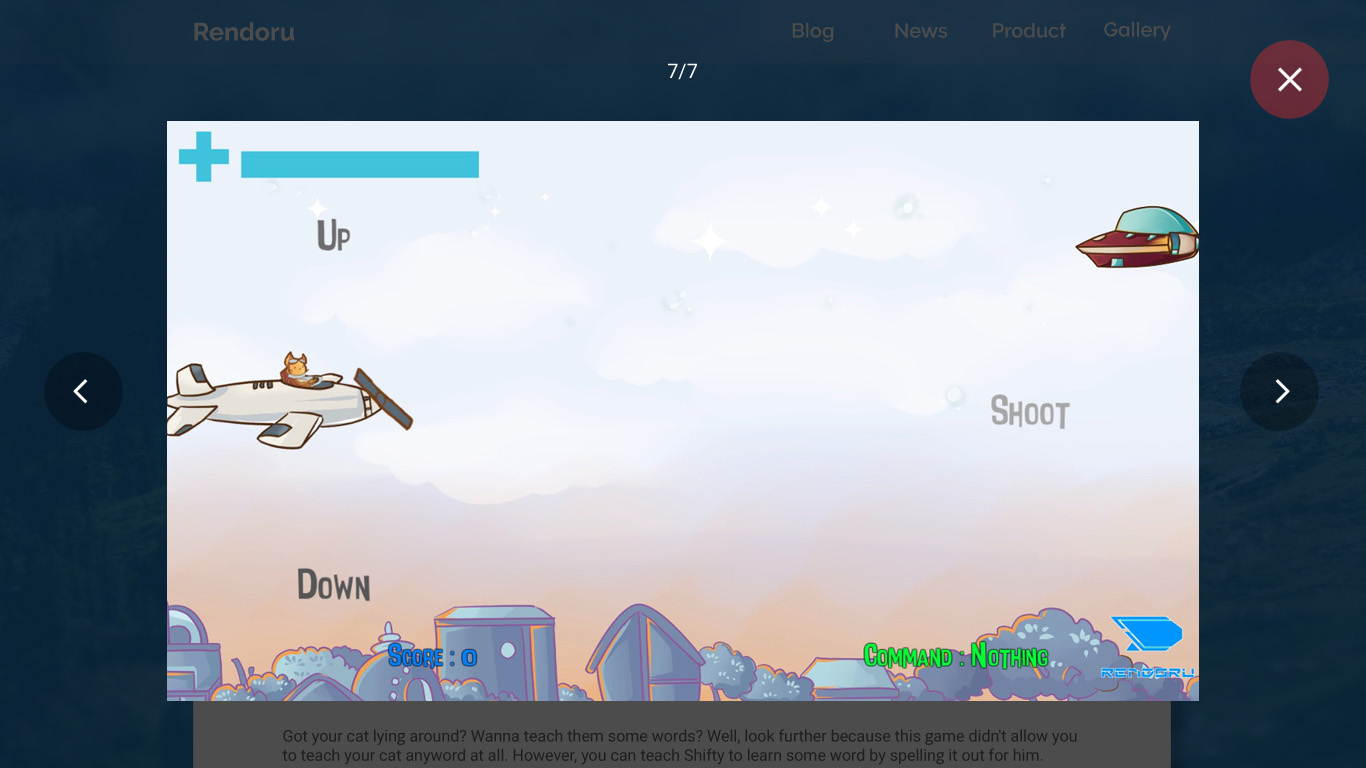 Rendoru
Blog
News
Product
Gallery
7/7
Up
Shoot
Down
Score : 0
Command : Nothing
RENDORU
Got your cat lying around? Wanna teach them some words? Well, look further because this game didn't allow you
to teach your cat anyword at all. However, you can teach Shifty to learn some word by spelling it out for him.